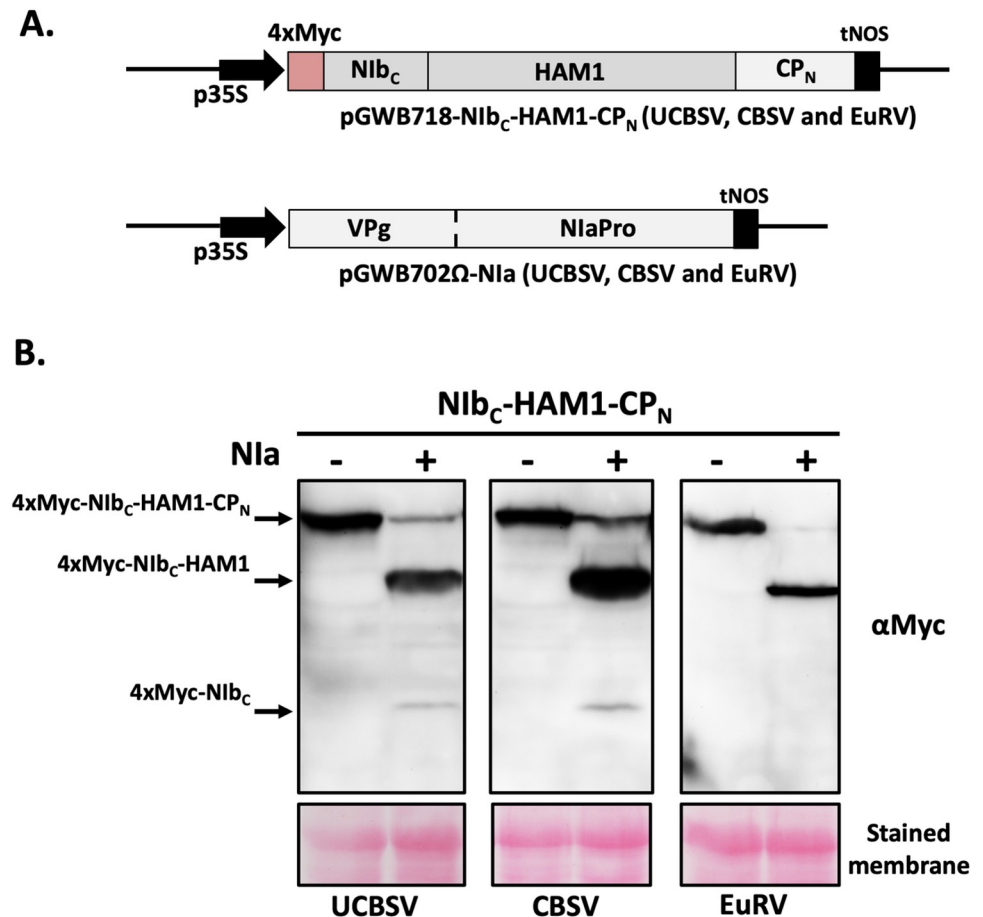 A.
4xMyc
tNOS
NIbC
HAM1
CPN
p35S
pGWB718-NIbC-HAM1-CPN (UCBSV, CBSV and EuRV)
tNOS
VPg
NIaPro
p35S
pGWB702Ω-NIa (UCBSV, CBSV and EuRV)
B.
NIbC-HAM1-CPN
NIa - + - + - +
4xMyc-NIbC-HAM1-CPN
4xMyc-NIbC-HAM1
αMyc
4xMyc-NIbC
Stained
membrane
UCBSV
CBSV
EuRV